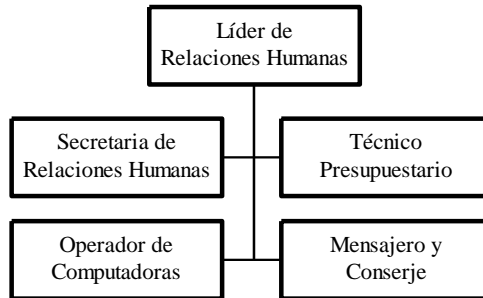 Líder de
Relaciones Humanas
Secretaria de
Relaciones Humanas
Técnico
Presupuestario
Operador de
Computadoras
Mensajero y
Conserje